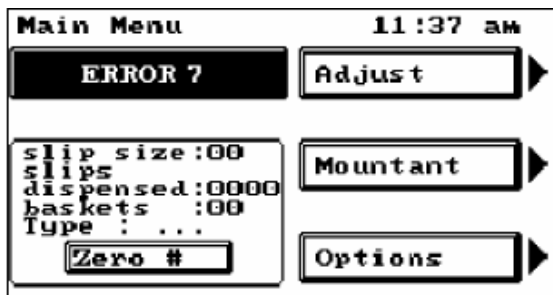 Main Menu 11:37 am
ERROR 7
Adjust
slip size:00
slips
dispensed:0000
baskets :00
Type : ...
Zero #
Mountant
Options